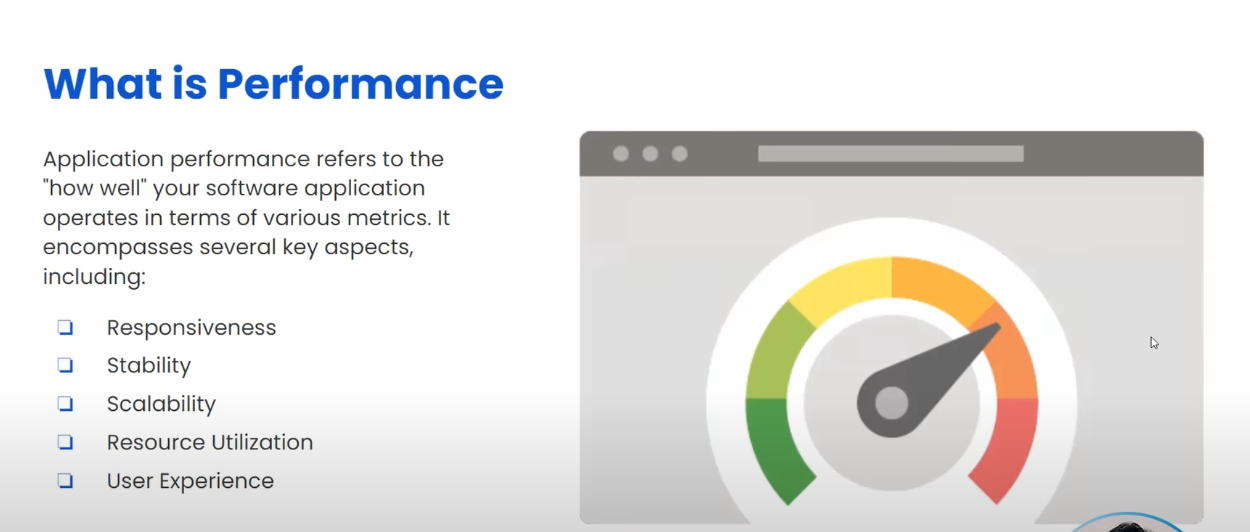 What is Performance
Application performance refers to the
"how well" your software application
operates in terms of various metrics. It
encompasses several key aspects,
including:
Responsiveness
Stability
Scalability
Resource Utilization
User Experience